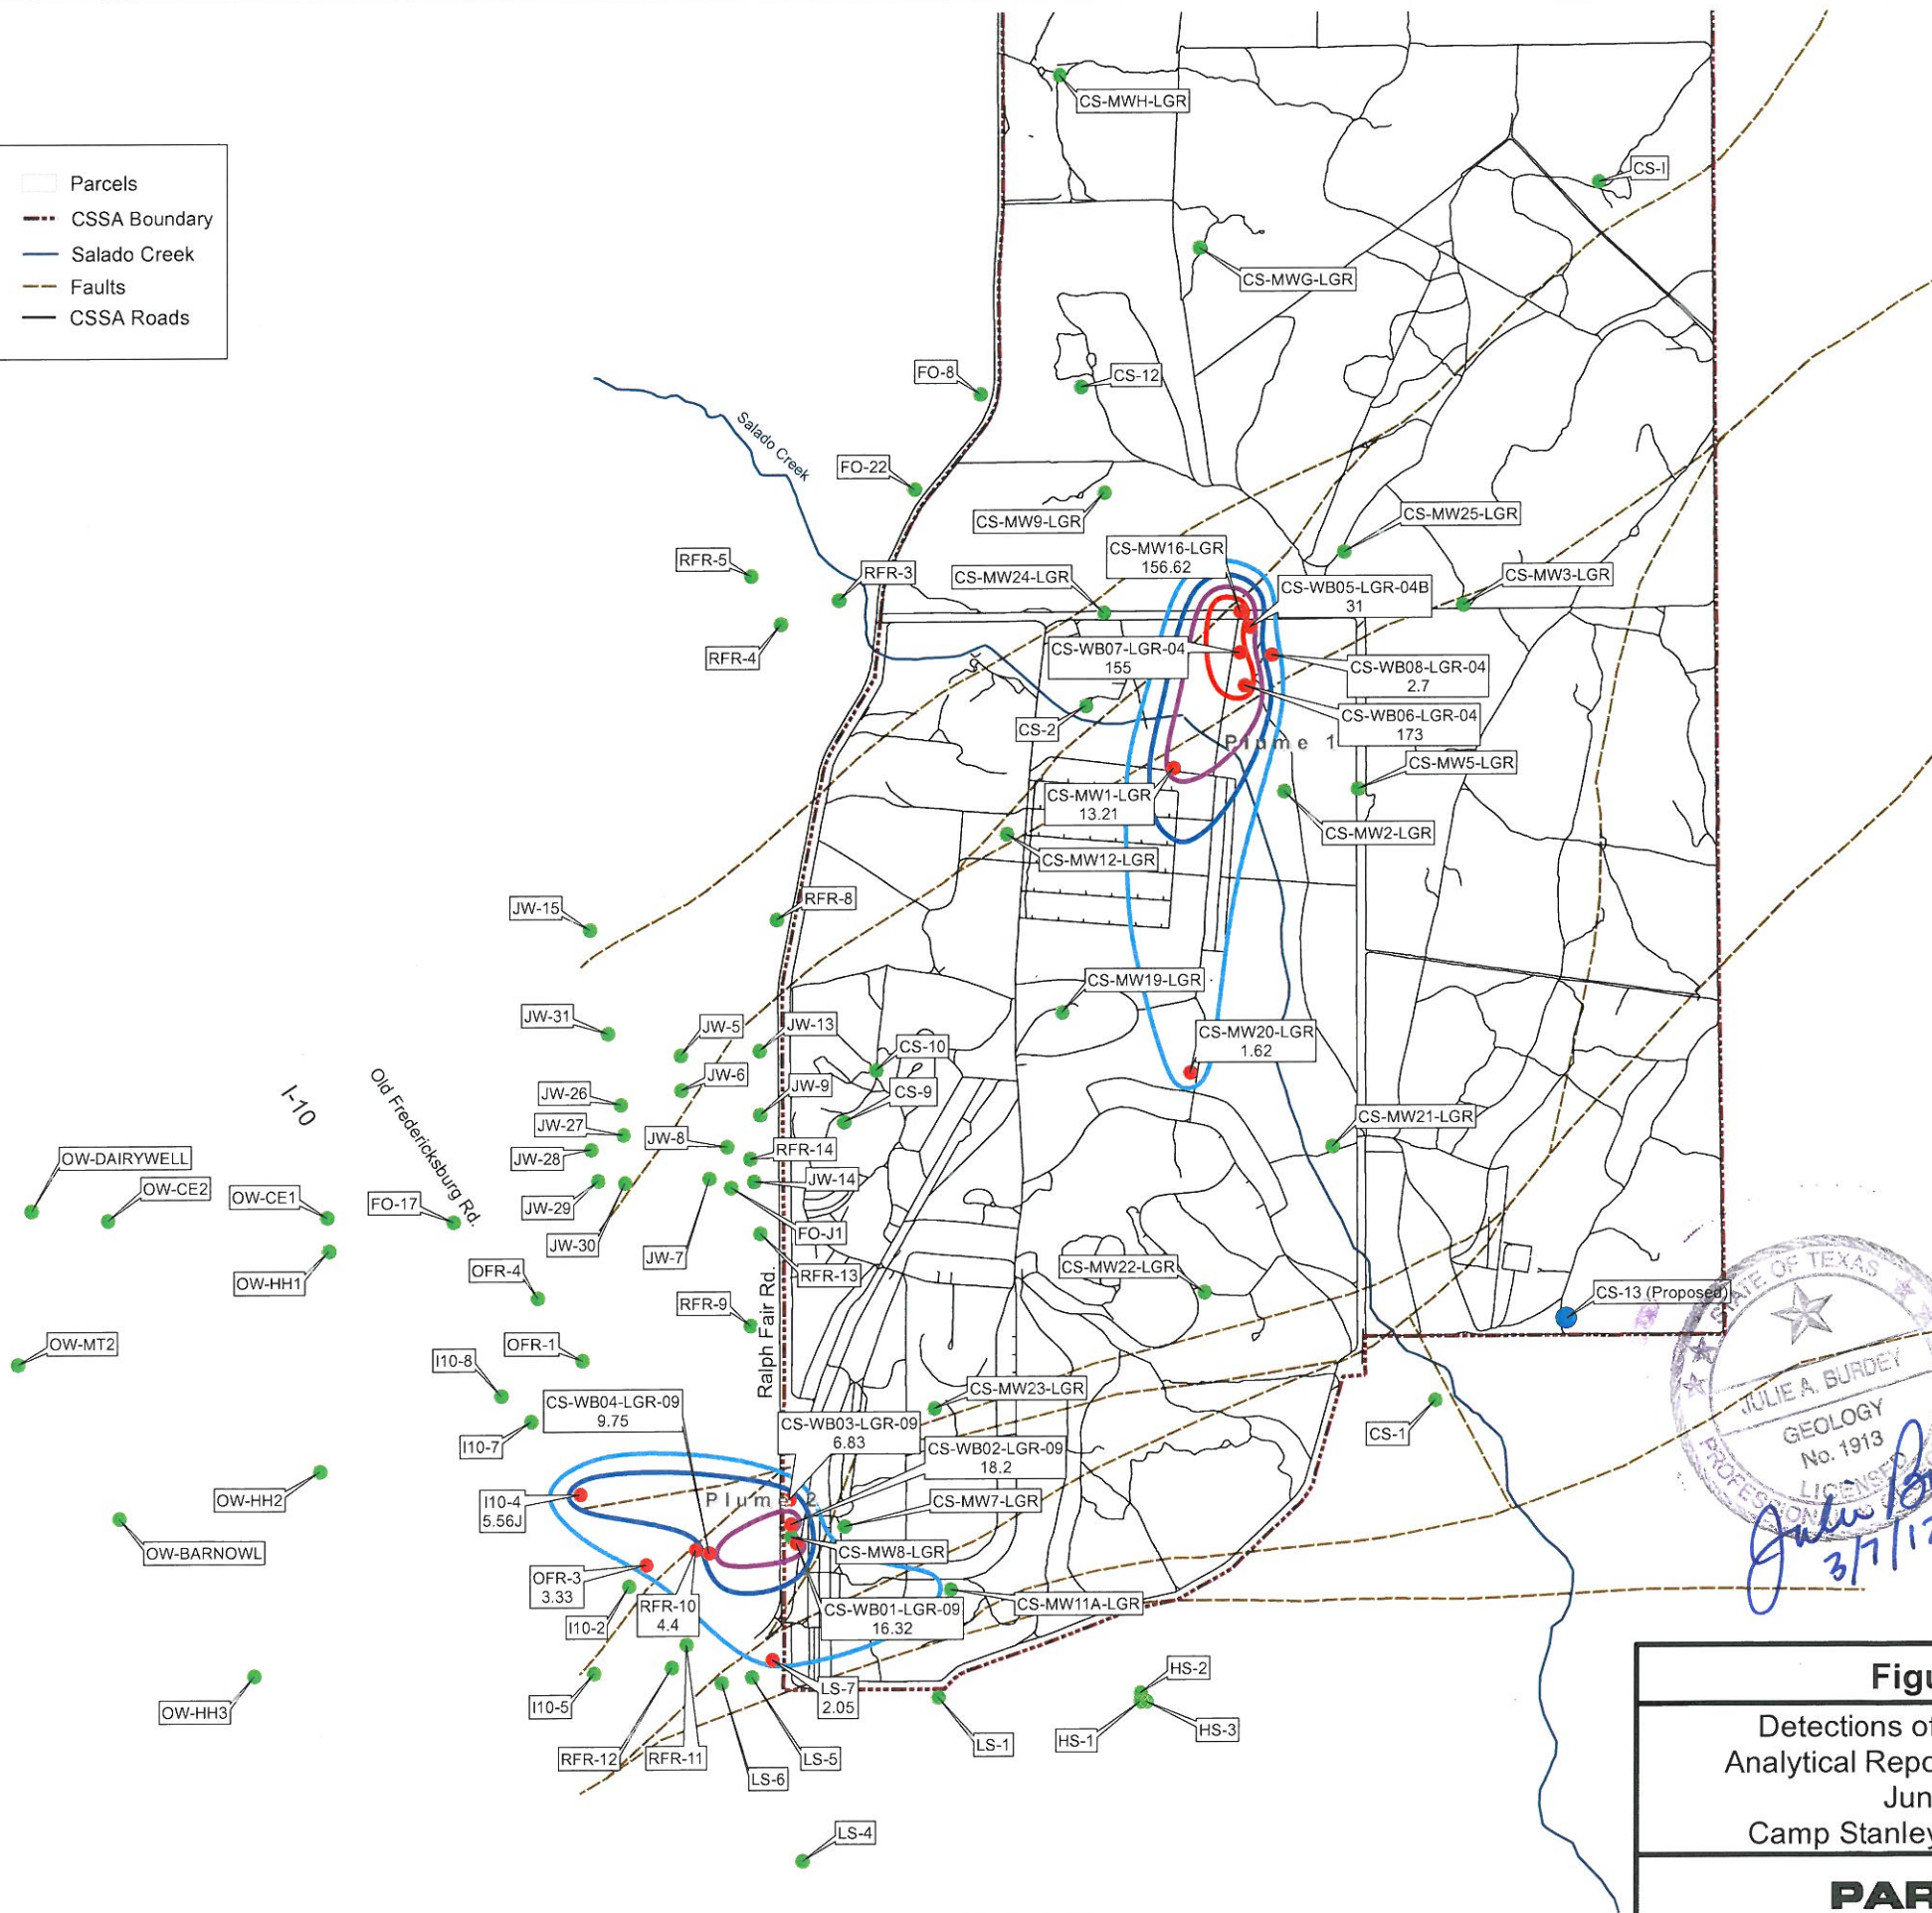 CS-MWH-LGR
CS-I
Parcels
CSSA Boundary
Salado Creek
Faults
CSSA Roads
CS-MWG-LGR
FO-8
CS-12
Salado Creek
FO-22
CS-MW9-LGR
CS-MW25-LGR
CS-MW16-LGR
156.62
RFR-5
RFR-3
CS-MW24-LGR
CS-WB05-LGR-04B
31
CS-MW3-LGR
RFR-4
CS-WB07-LGR-04
155
CS-WB08-LGR-04
2.7
CS-2
CS-WB06-LGR-04
173
Plume 1
CS-MW5-LGR
CS-MW1-LGR
13.21
CS-MW2-LGR
CS-MW12-LGR
JW-15
RFR-8
CS-MW19-LGR
JW-31
JW-5
JW-13
CS-MW20-LGR
1.62
CS-10
JW-6
I-10
Old Fredericksburg Rd.
JW-26
JW-9
CS-9
JW-27
JW-8
CS-MW21-LGR
RFR-14
OW-DAIRYWELL
JW-28
OW-CE2
OW-CE1
FO-17
JW-29
JW-14
JW-30
JW-7
FO-J1
OW-HH1
OFR-4
RFR-13
CS-MW22-LGR
Ralph Fair Rd.
RFR-9
CS-13 (Proposed)
OW-MT2
OFR-1
I10-8
CS-MW23-LGR
CS-WB04-LGR-09
9.75
CS-WB03-LGR-09
6.83
CS-1
I10-7
CS-WB02-LGR-09
18.2
OW-HH2
I10-4
5.56J
Plume 2
CS-MW7-LGR
OW-BARNOWL
CS-MW8-LGR
OFR-3
3.33
RFR-10
4.4
CS-WB01-LGR-09
16.32
CS-MW11A-LGR
I10-2
HS-2
I10-5
LS-7
2.05
OW-HH3
HS-1
HS-3
LS-1
RFR-12
RFR-11
LS-5
LS-6
LS-4
STATE OF TEXAS
JULIE A. BURDEY
GEOLOGY
No. 1913
LICENSED
PROFESSIONAL
Julie
3/7/12
Figu
Detections of
Analytical Repo
Jun
Camp Stanley
PAR